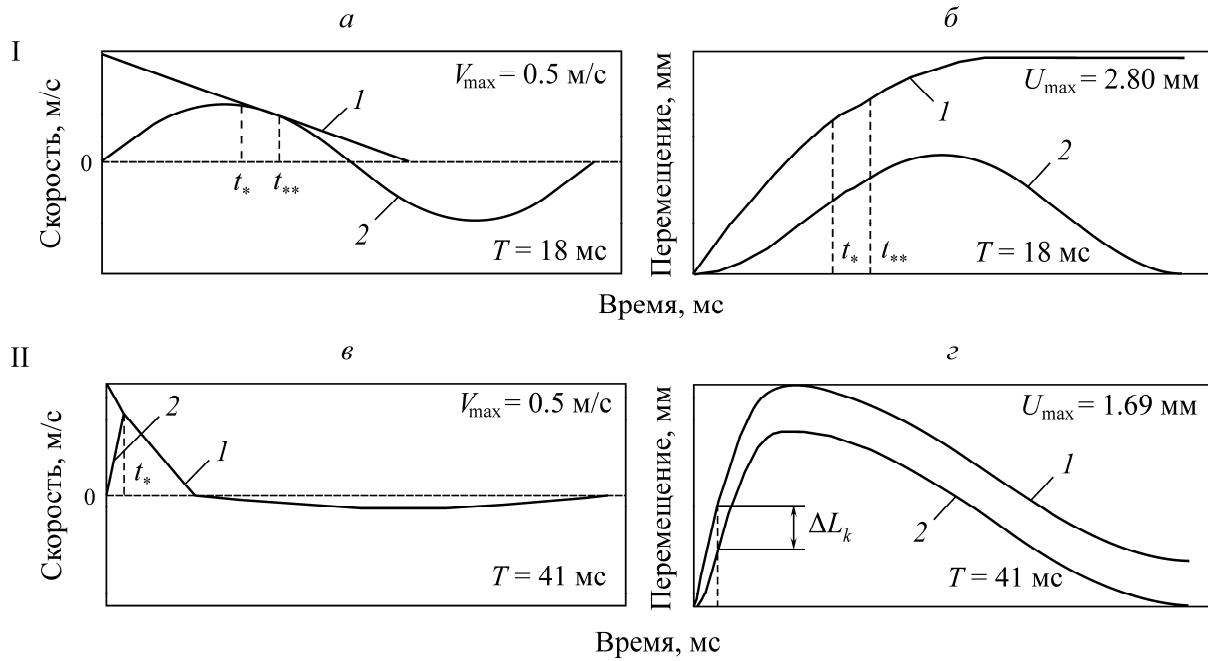 I
а
Скорость, м/с
0
V_max = 0.5 м/с
1
t_*
t_**
2
T = 18 мс
б
Перемещение, мм
U_max = 2.80 мм
1
2
t_*
t_**
T = 18 мс
Время, мс
II
в
Скорость, м/с
0
V_max = 0.5 м/с
2
1
t_*
T = 41 мс
г
Перемещение, мм
U_max = 1.69 мм
1
2
ΔL_k
T = 41 мс
Время, мс